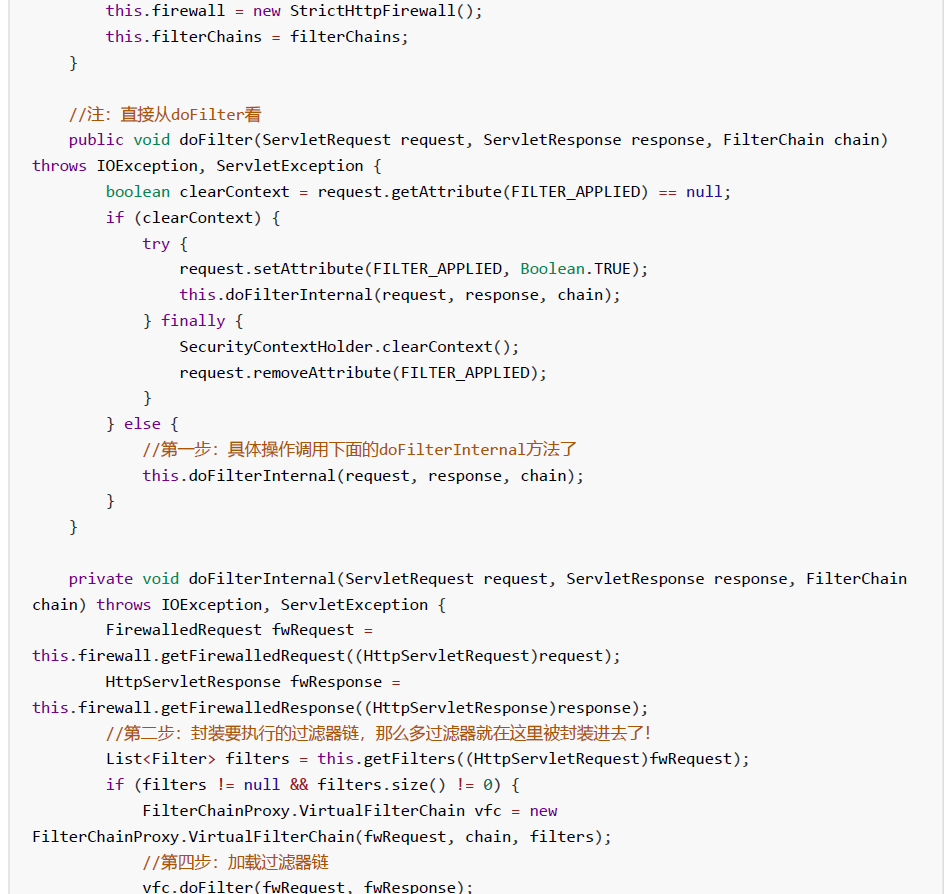 this.firewall = new StrictHttpFirewall();
        this.filterChains = filterChains;
    }

    //注：直接从doFilter看
    public void doFilter(ServletRequest request, ServletResponse response, FilterChain chain)
throws IOException, ServletException {
        boolean clearContext = request.getAttribute(FILTER_APPLIED) == null;
        if (clearContext) {
            try {
                request.setAttribute(FILTER_APPLIED, Boolean.TRUE);
                this.doFilterInternal(request, response, chain);
            } finally {
                SecurityContextHolder.clearContext();
                request.removeAttribute(FILTER_APPLIED);
            }
        } else {
            //第一步：具体操作调用下面的doFilterInternal方法了
            this.doFilterInternal(request, response, chain);
        }
    }

    private void doFilterInternal(ServletRequest request, ServletResponse response, FilterChain
chain) throws IOException, ServletException {
        FirewalledRequest fwRequest =
this.firewall.getFirewalledRequest((HttpServletRequest)request);
        HttpServletResponse fwResponse =
this.firewall.getFirewalledResponse((HttpServletResponse)response);
        //第二步：封装要执行的过滤器链，那么多过滤器就在这里被封装进去了！
        List<Filter> filters = this.getFilters((HttpServletRequest)fwRequest);
        if (filters != null && filters.size() != 0) {
            FilterChainProxy.VirtualFilterChain vfc = new
FilterChainProxy.VirtualFilterChain(fwRequest, chain, filters);
            //第四步：加载过滤器链
            vfc.doFilter(fwRequest, fwResponse);